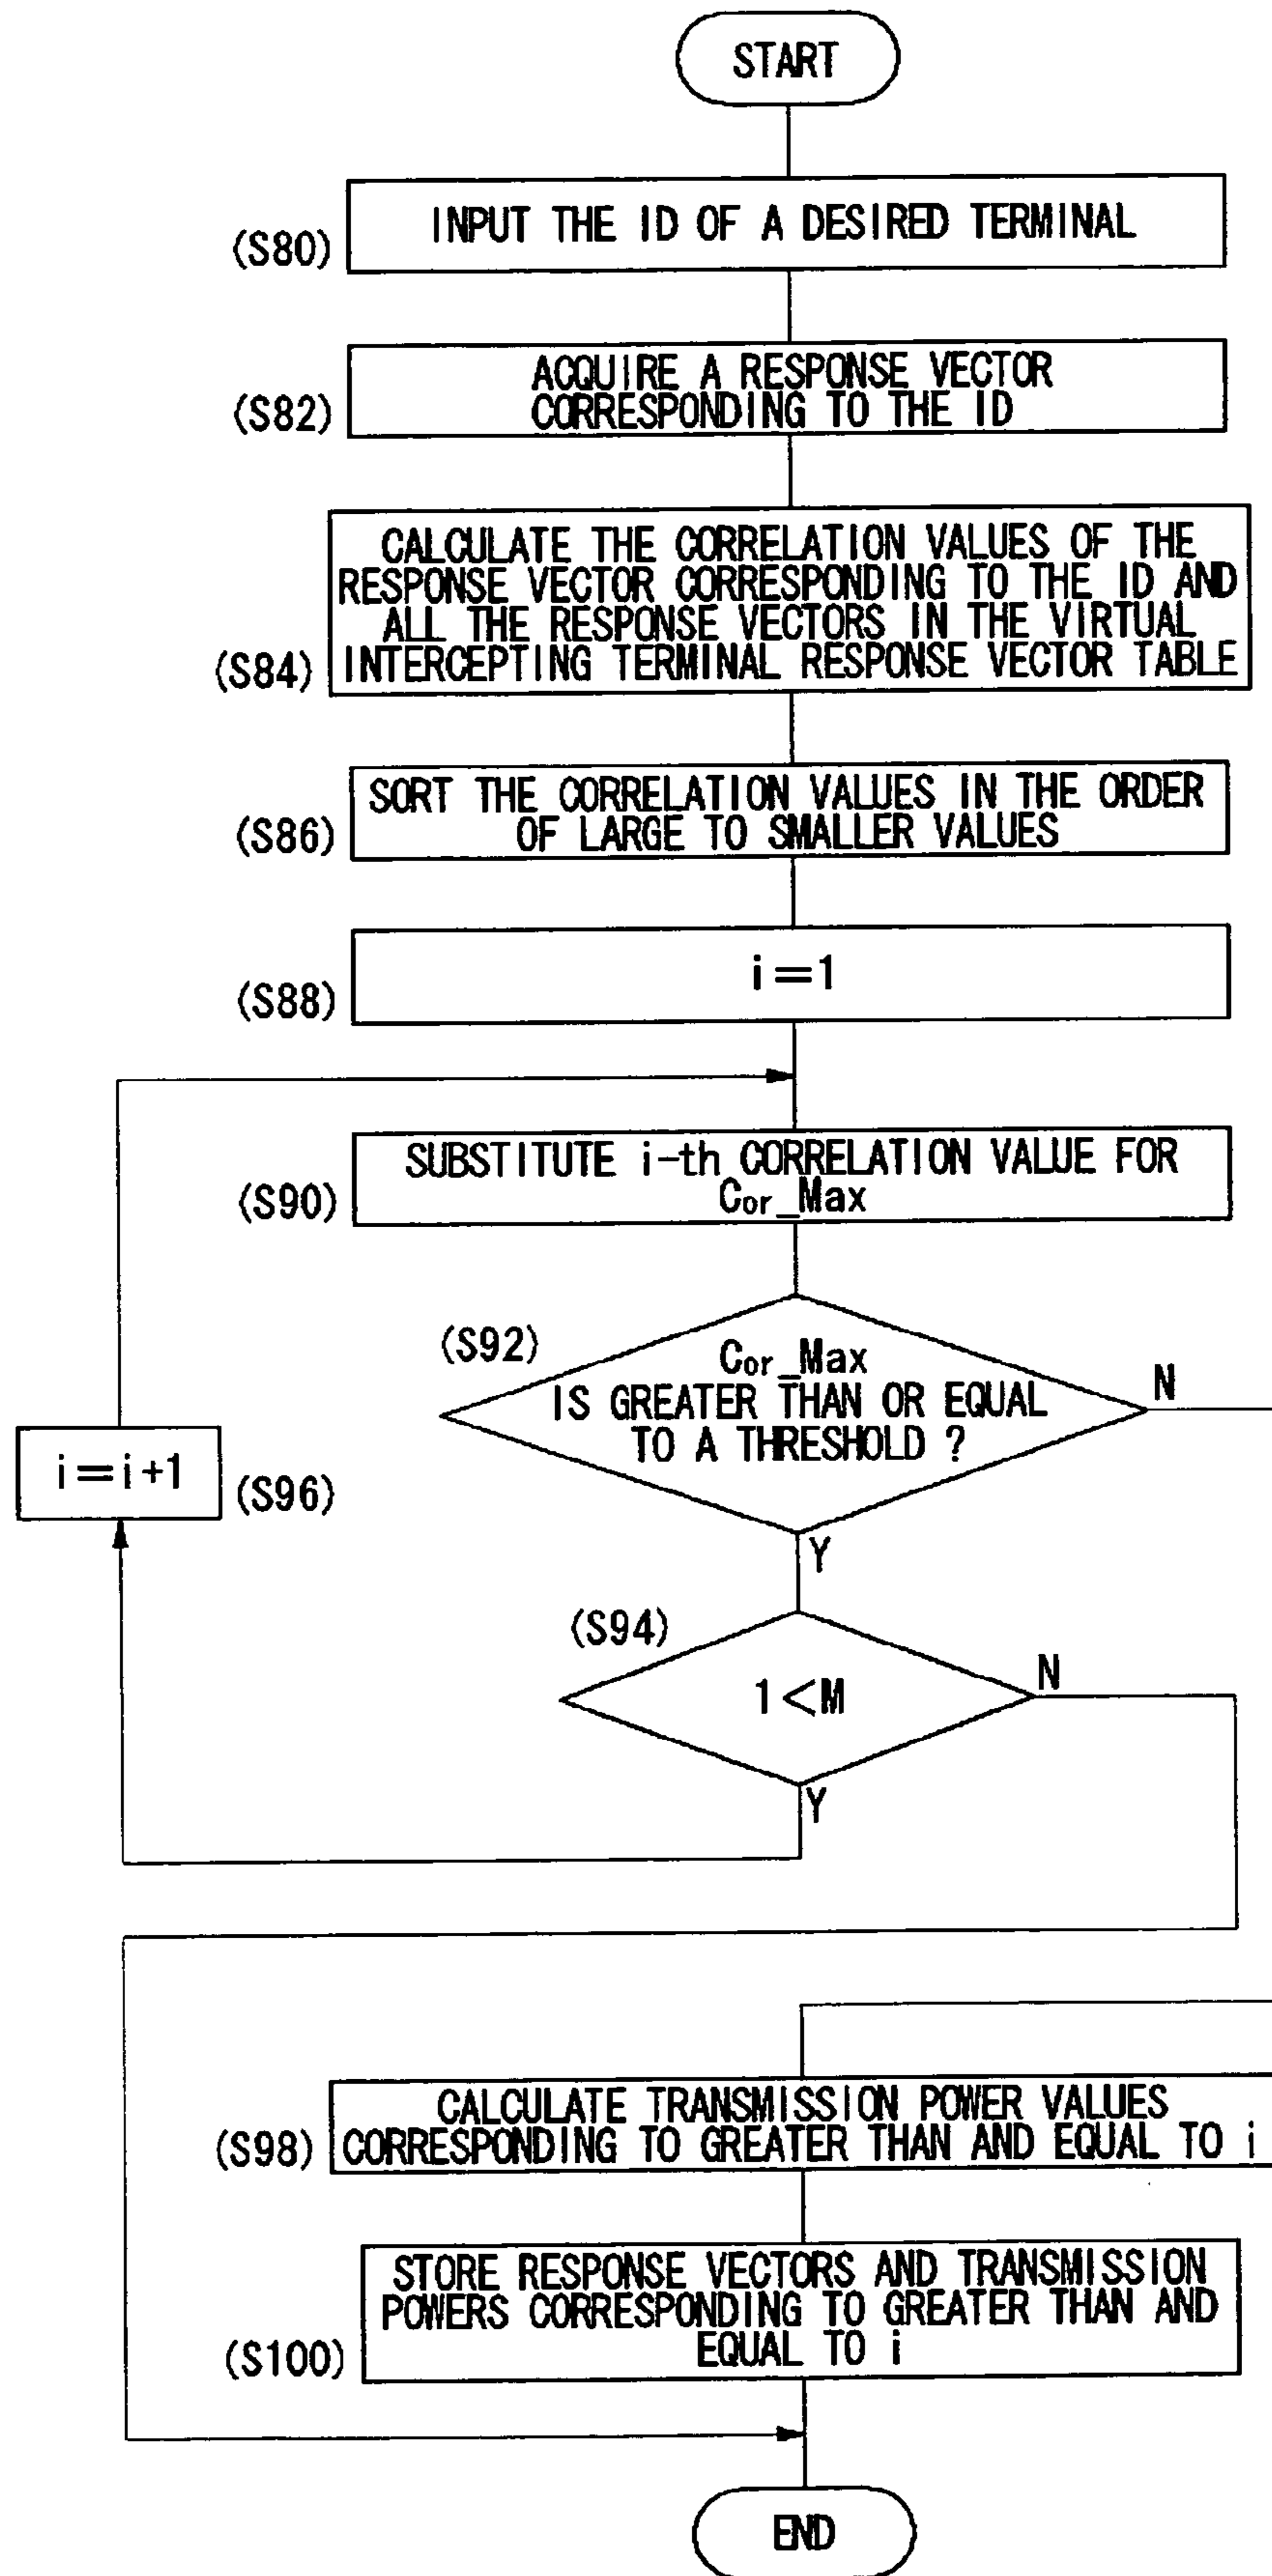 START
INPUT THE ID OF A DESIRED TERMINAL
(S80)
ACQUIRE A RESPONSE VECTOR
CORRESPONDING TO THE ID
(S82)
CALCULATE THE CORRELATION VALUES OF THE
RESPONSE VECTOR CORRESPONDING TO THE ID AND
ALL THE RESPONSE VECTORS IN THE VIRTUAL
INTERCEPTING TERMINAL RESPONSE VECTOR TABLE
(S84)
SORT THE CORRELATION VALUES IN THE ORDER
OF LARGE TO SMALLER VALUES
(S86)
i=1
(S88)
SUBSTITUTE i-th CORRELATION VALUE FOR
Cor_Max
(S90)
(S92)
Cor_Max
IS GREATER THAN OR EQUAL
TO A THRESHOLD ?
N
Y
i=i+1
(S96)
(S94)
1<M
N
Y
CALCULATE TRANSMISSION POWER VALUES
CORRESPONDING TO GREATER THAN AND EQUAL TO i
(S98)
STORE RESPONSE VECTORS AND TRANSMISSION
POWERS CORRESPONDING TO GREATER THAN AND
EQUAL TO i
(S100)
END